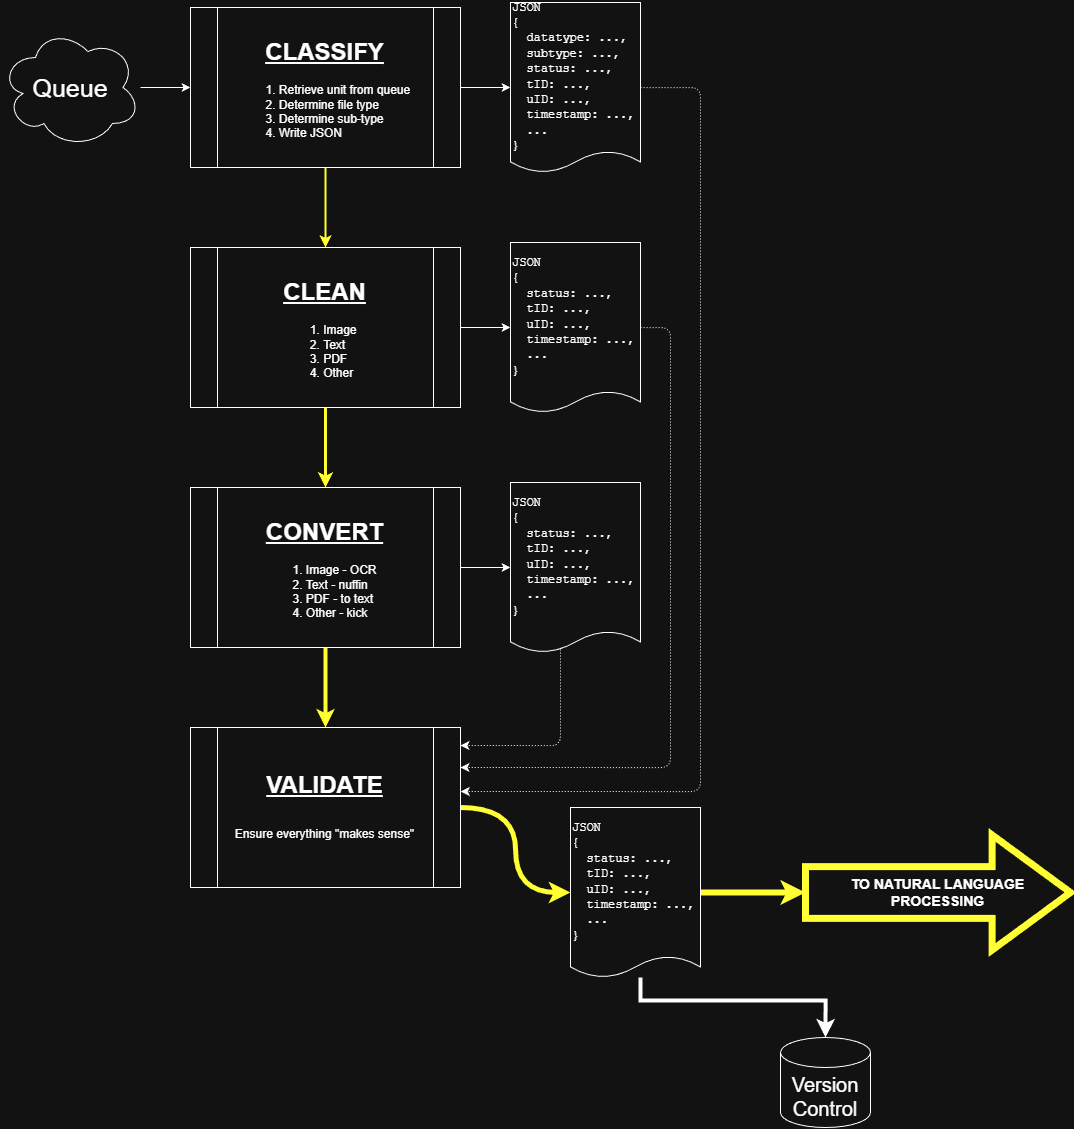 Queue
CLASSIFY
1. Retrieve unit from queue
2. Determine file type
3. Determine sub-type
4. Write JSON
JSON
{
datatype: ...,
subtype: ...,
status: ...,
tID: ...,
uID: ...,
timestamp: ...,
...
}
CLEAN
1. Image
2. Text
3. PDF
4. Other
JSON
{
status: ...,
tID: ...,
uID: ...,
timestamp: ...,
...
}
CONVERT
1. Image - OCR
2. Text - nuffin
3. PDF - to text
4. Other - kick
JSON
{
status: ...,
tID: ...,
uID: ...,
timestamp: ...,
...
}
VALIDATE
Ensure everything "makes sense"
JSON
{
status: ...,
tID: ...,
uID: ...,
timestamp: ...,
...
}
TO NATURAL LANGUAGE
PROCESSING
Version
Control